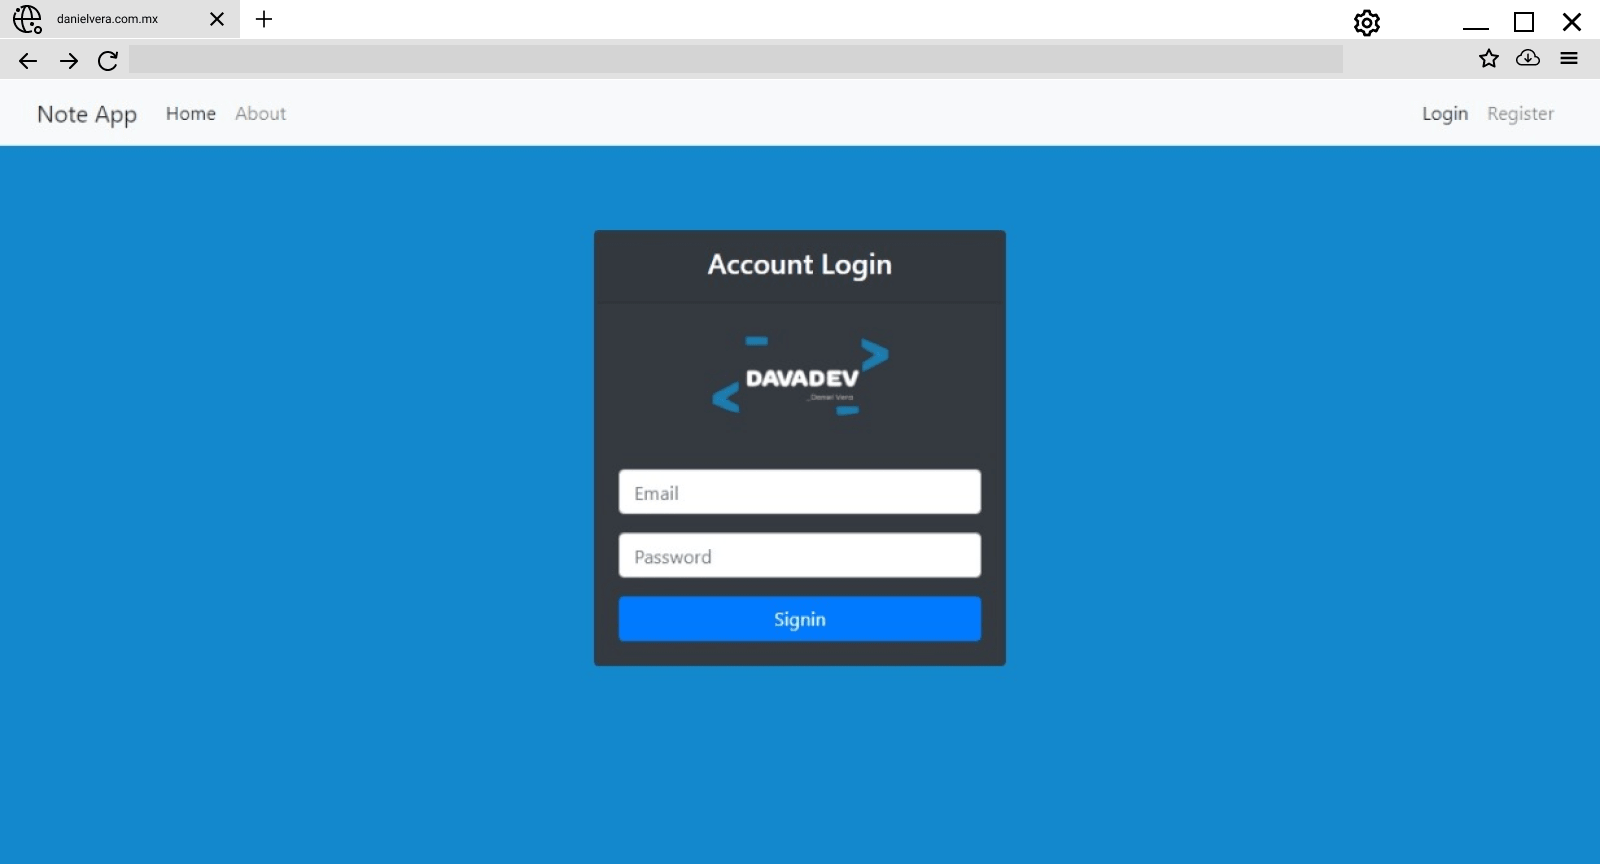 danielvera.com.mx
Note App Home About Login Register
Account Login
DAVADEV
_Daniel Vera
Email
Password
Signin